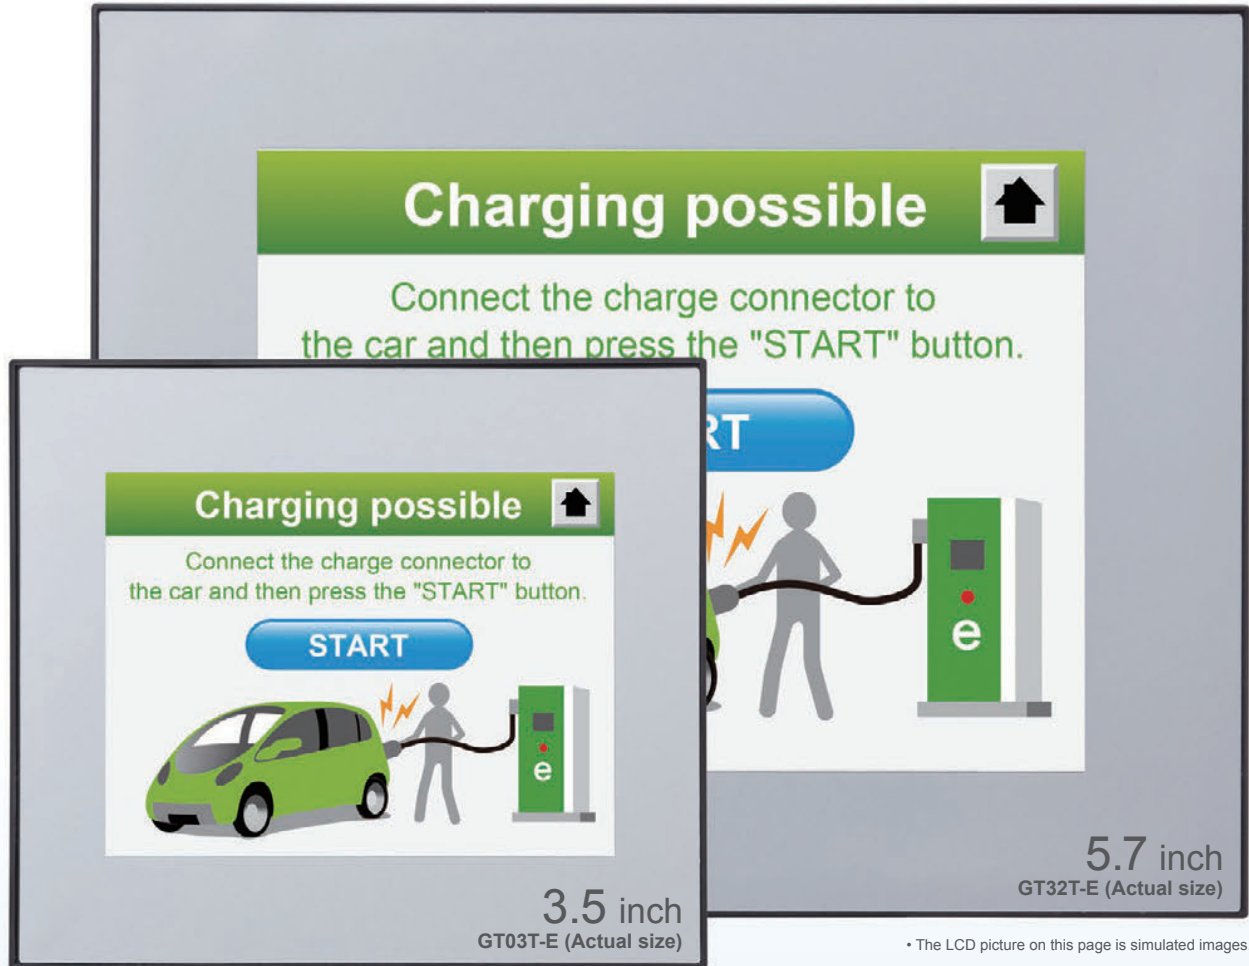 Charging possible
Connect the charge connector to
the car and then press the "START" button.
RT
e
5.7 inch
GT32T-E (Actual size)
Charging possible
Connect the charge connector to
the car and then press the "START" button.
START
e
3.5 inch
GT03T-E (Actual size)
• The LCD picture on this page is simulated images